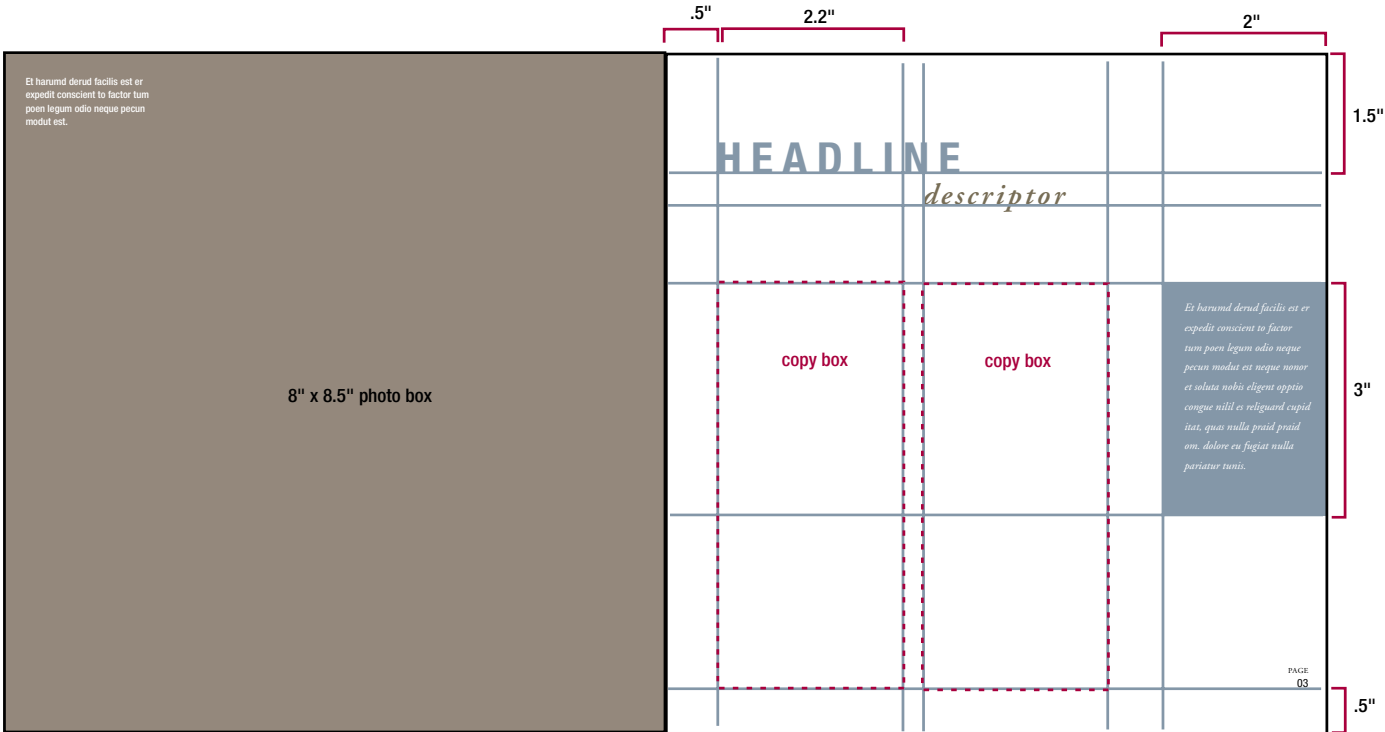 .5"
2.2"
2"
Et harumd derud facilis est er
expedit conscient to factor tum
poen legum odio neque pecun
modut est.
1.5"
HEADLINE
descriptor
8" x 8.5" photo box
copy box
copy box
Et harumd derud facilis est er
expedit conscient to factor
tum poen legum odio neque
pecun modut est neque nonor
et soluta nobis eligent opptio
congue nilil es religuard cupid
itat, quas nulla praid praid
om. dolore eu fugiat nulla
pariatur tunis.
3"
PAGE
03
.5"